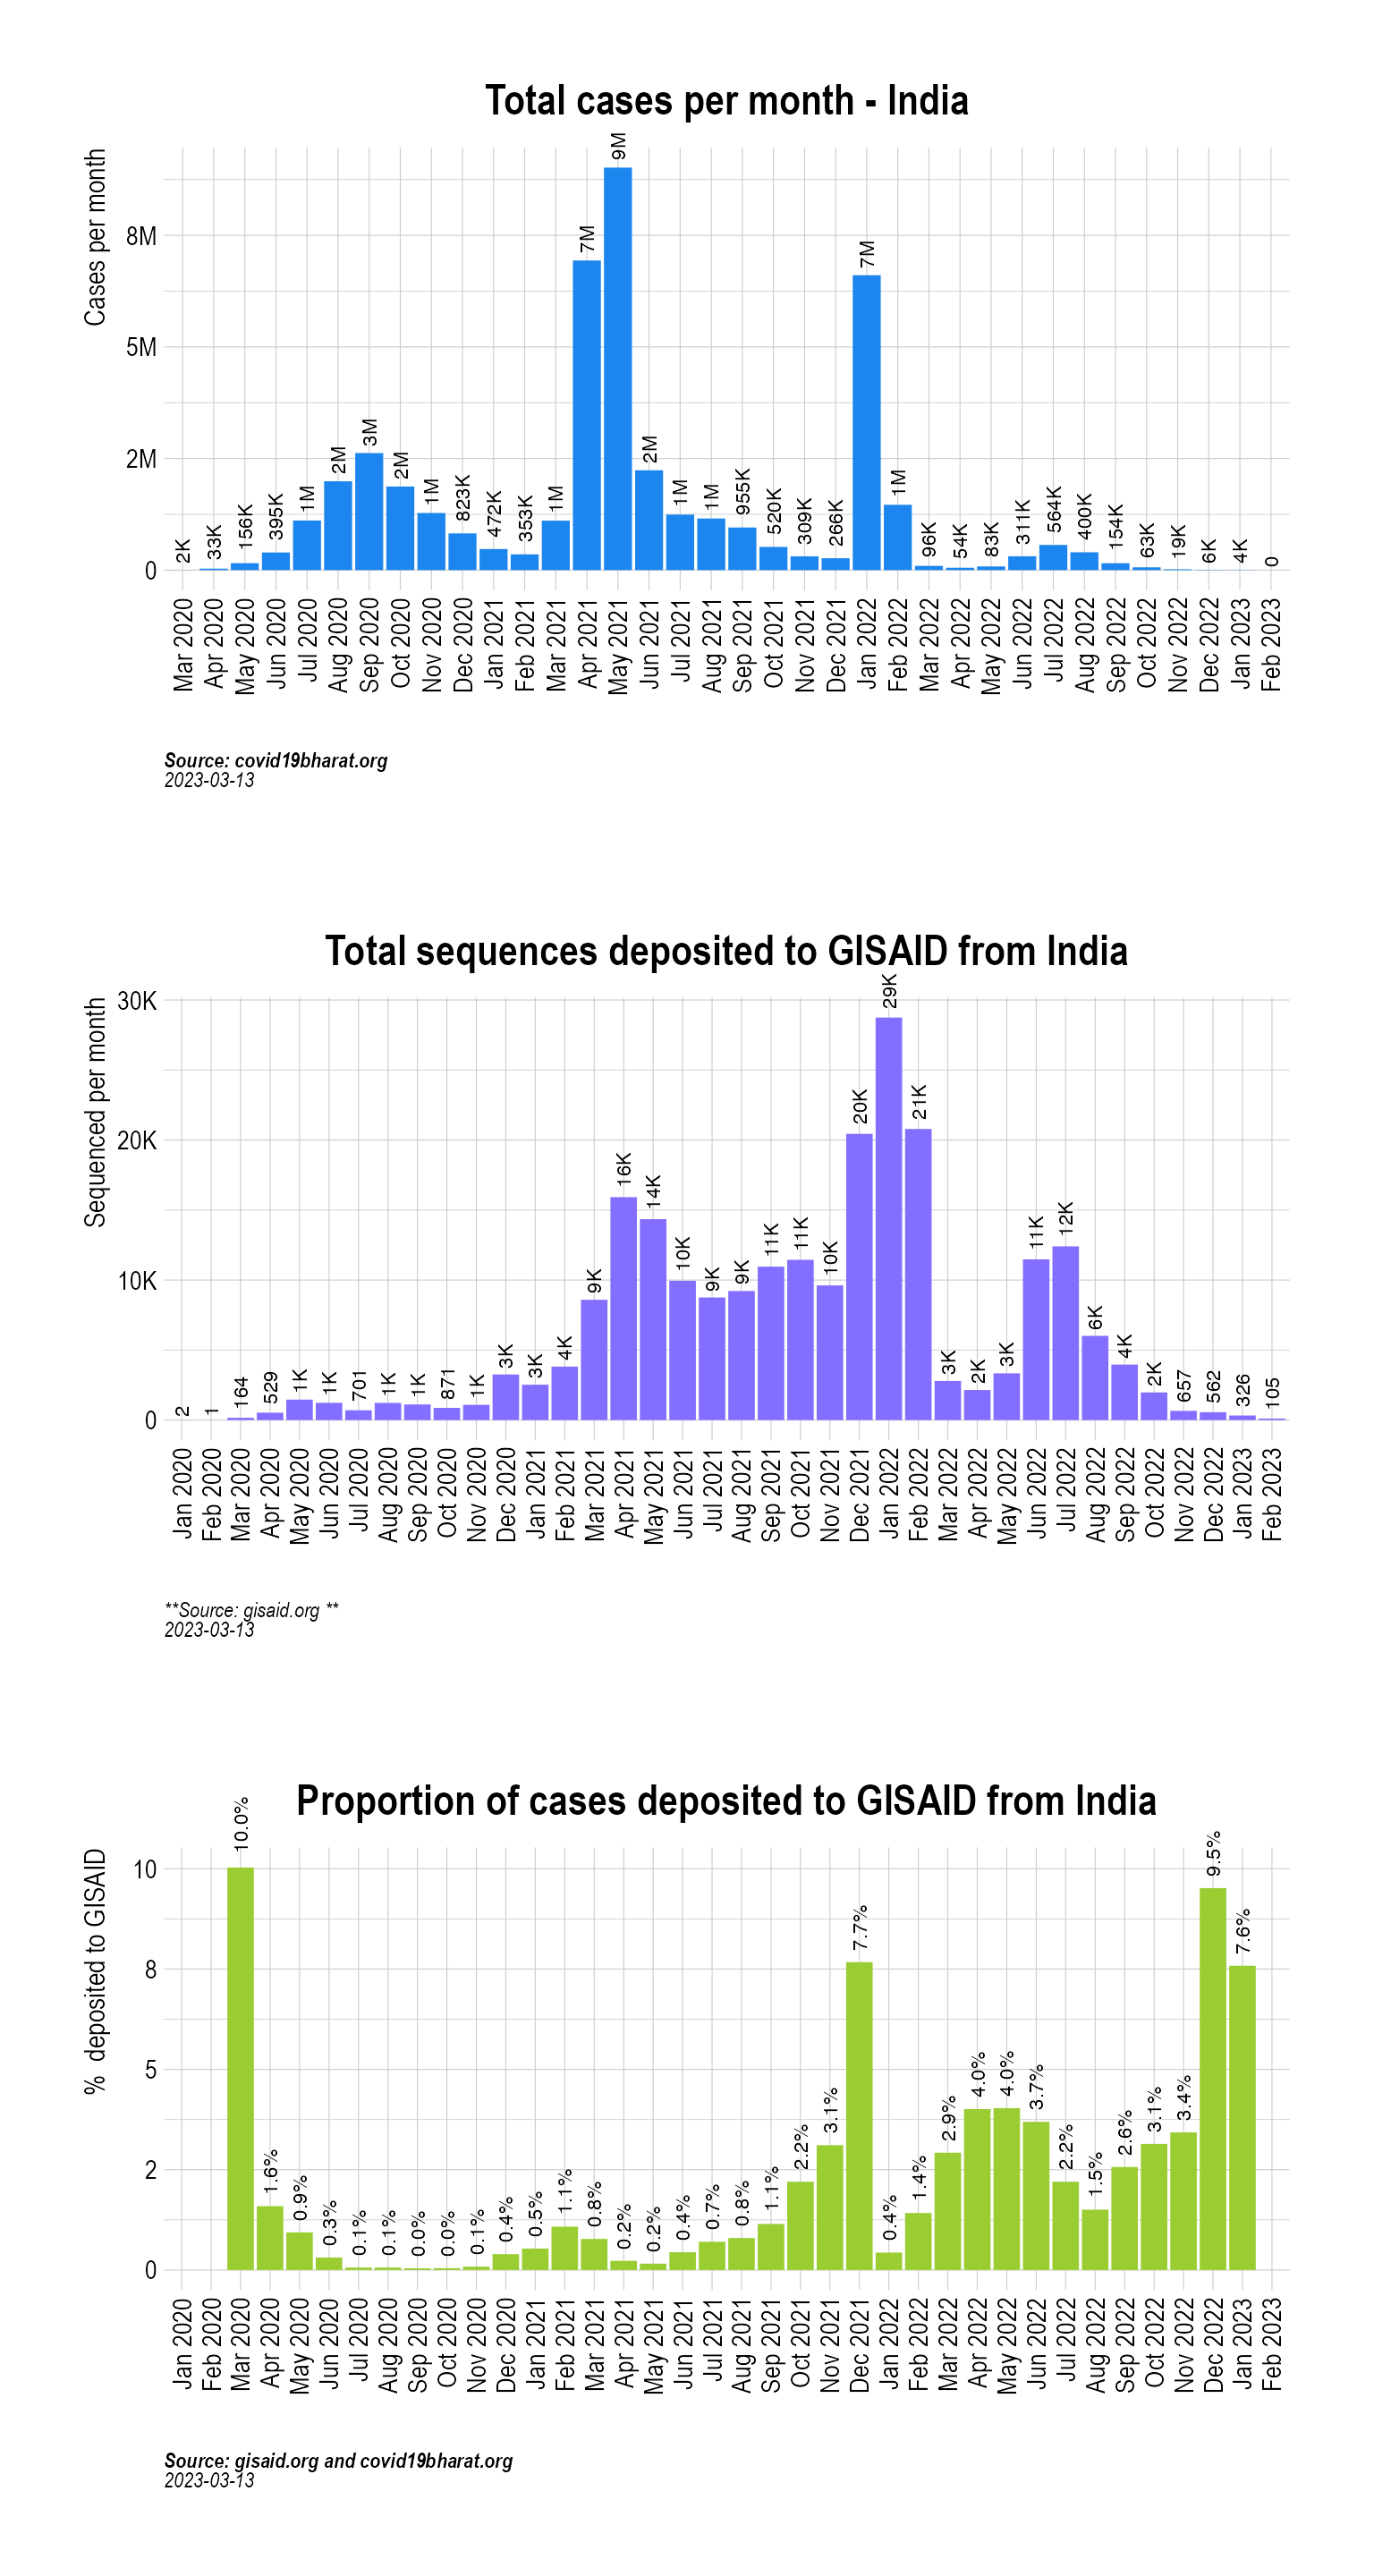 Total cases per month - India
Cases per month
8M
5M
2M
0
2K
33K
156K
395K
1M
2M
3M
2M
1M
823K
472K
353K
1M
7M
9M
2M
1M
1M
955K
520K
309K
266K
7M
1M
96K
54K
83K
311K
564K
400K
154K
63K
19K
6K
4K
0
Mar 2020
Apr 2020
May 2020
Jun 2020
Jul 2020
Aug 2020
Sep 2020
Oct 2020
Nov 2020
Dec 2020
Jan 2021
Feb 2021
Mar 2021
Apr 2021
May 2021
Jun 2021
Jul 2021
Aug 2021
Sep 2021
Oct 2021
Nov 2021
Dec 2021
Jan 2022
Feb 2022
Mar 2022
Apr 2022
May 2022
Jun 2022
Jul 2022
Aug 2022
Sep 2022
Oct 2022
Nov 2022
Dec 2022
Jan 2023
Feb 2023
Source: covid19bharat.org
2023-03-13
Total sequences deposited to GISAID from India
Sequenced per month
30K
20K
10K
0
2
1
164
529
1K
1K
701
1K
1K
871
1K
3K
3K
4K
9K
16K
14K
10K
9K
9K
11K
11K
10K
20K
29K
21K
3K
2K
3K
11K
12K
6K
4K
2K
657
562
326
105
Jan 2020
Feb 2020
Mar 2020
Apr 2020
May 2020
Jun 2020
Jul 2020
Aug 2020
Sep 2020
Oct 2020
Nov 2020
Dec 2020
Jan 2021
Feb 2021
Mar 2021
Apr 2021
May 2021
Jun 2021
Jul 2021
Aug 2021
Sep 2021
Oct 2021
Nov 2021
Dec 2021
Jan 2022
Feb 2022
Mar 2022
Apr 2022
May 2022
Jun 2022
Jul 2022
Aug 2022
Sep 2022
Oct 2022
Nov 2022
Dec 2022
Jan 2023
Feb 2023
**Source: gisaid.org **
2023-03-13
Proportion of cases deposited to GISAID from India
% deposited to GISAID
10
8
5
2
0
10.0%
1.6%
0.9%
0.3%
0.1%
0.1%
0.0%
0.0%
0.1%
0.4%
0.5%
1.1%
0.8%
0.2%
0.2%
0.4%
0.7%
0.8%
1.1%
2.2%
3.1%
7.7%
0.4%
1.4%
2.9%
4.0%
4.0%
3.7%
2.2%
1.5%
2.6%
3.1%
3.4%
9.5%
7.6%
Jan 2020
Feb 2020
Mar 2020
Apr 2020
May 2020
Jun 2020
Jul 2020
Aug 2020
Sep 2020
Oct 2020
Nov 2020
Dec 2020
Jan 2021
Feb 2021
Mar 2021
Apr 2021
May 2021
Jun 2021
Jul 2021
Aug 2021
Sep 2021
Oct 2021
Nov 2021
Dec 2021
Jan 2022
Feb 2022
Mar 2022
Apr 2022
May 2022
Jun 2022
Jul 2022
Aug 2022
Sep 2022
Oct 2022
Nov 2022
Dec 2022
Jan 2023
Feb 2023
Source: gisaid.org and covid19bharat.org
2023-03-13